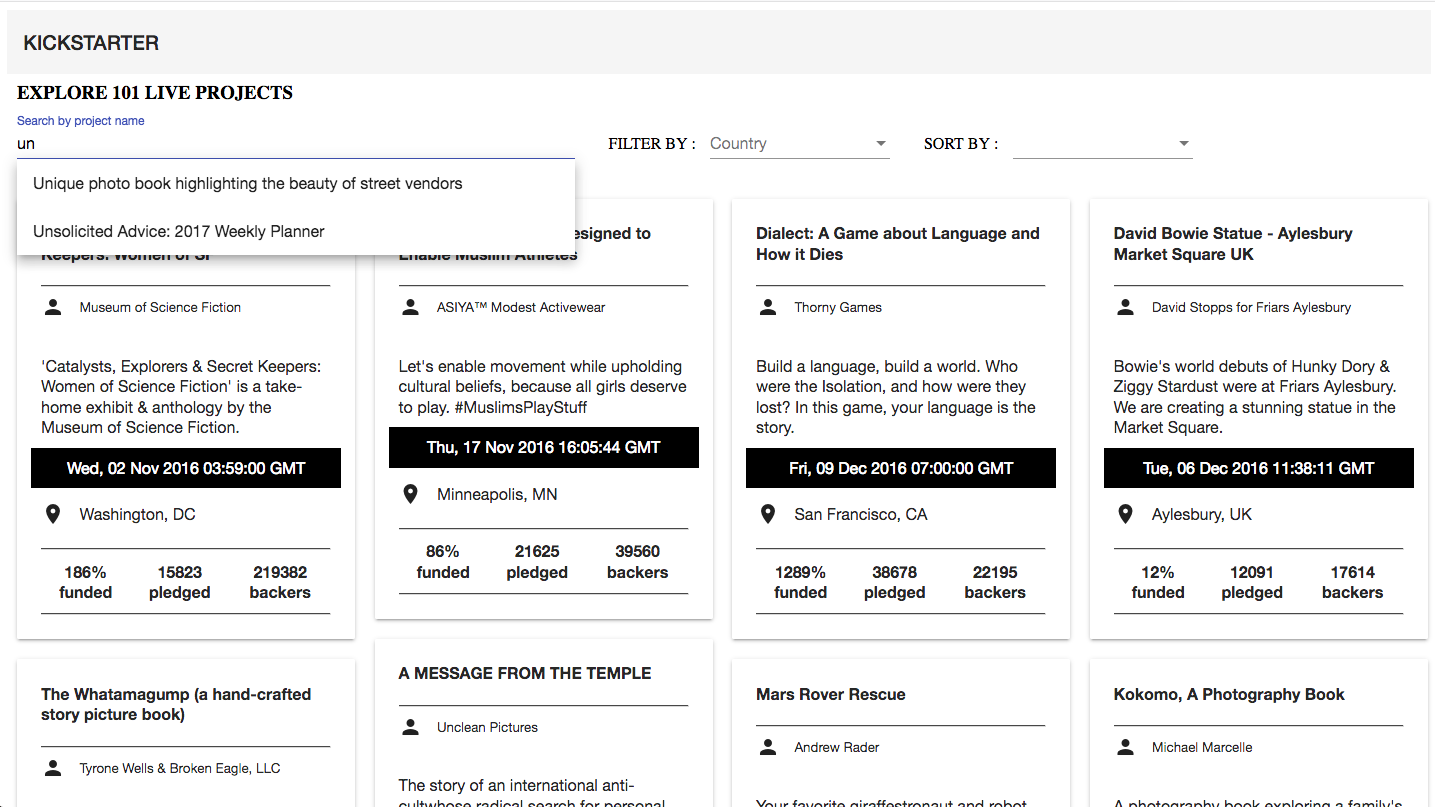 KICKSTARTER
EXPLORE 101 LIVE PROJECTS
Search by project name
un
FILTER BY :
Country
SORT BY :
Unique photo book highlighting the beauty of street vendors
Unsolicited Advice: 2017 Weekly Planner
Keepers: Women of SF
Museum of Science Fiction
'Catalysts, Explorers & Secret Keepers:
Women of Science Fiction' is a take-
home exhibit & anthology by the
Museum of Science Fiction.
Wed, 02 Nov 2016 03:59:00 GMT
Washington, DC
186% 15823 219382
funded pledged backers
esigned to
Enable Muslim Athletes
ASIYA™ Modest Activewear
Let's enable movement while upholding
cultural beliefs, because all girls deserve
to play. #MuslimsPlayStuff
Thu, 17 Nov 2016 16:05:44 GMT
Minneapolis, MN
86% 21625 39560
funded pledged backers
Dialect: A Game about Language and
How it Dies
Thorny Games
Build a language, build a world. Who
were the Isolation, and how were they
lost? In this game, your language is the
story.
Fri, 09 Dec 2016 07:00:00 GMT
San Francisco, CA
1289% 38678 22195
funded pledged backers
David Bowie Statue - Aylesbury
Market Square UK
David Stopps for Friars Aylesbury
Bowie's world debuts of Hunky Dory &
Ziggy Stardust were at Friars Aylesbury.
We are creating a stunning statue in the
Market Square.
Tue, 06 Dec 2016 11:38:11 GMT
Aylesbury, UK
12% 12091 17614
funded pledged backers
The Whatamagump (a hand-crafted
story picture book)
Tyrone Wells & Broken Eagle, LLC
A MESSAGE FROM THE TEMPLE
Unclean Pictures
The story of an international anti-
cultwhose radical search for personal
Mars Rover Rescue
Andrew Rader
Your favorite giraffestronaut and robot
Kokomo, A Photography Book
Michael Marcelle
A photography book exploring a family's